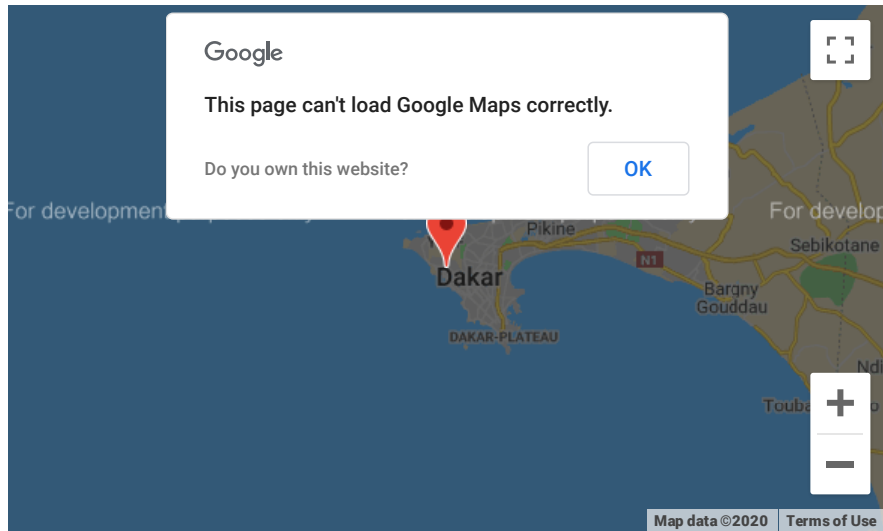 Google
This page can't load Google Maps correctly.
Do you own this website?
OK
For development
For develop
Pikine
Sebikotane
N1
Dakar
Bargny
Gouddau
DAKAR-PLATEAU
Ndi
Touba
Map data ©2020
Terms of Use